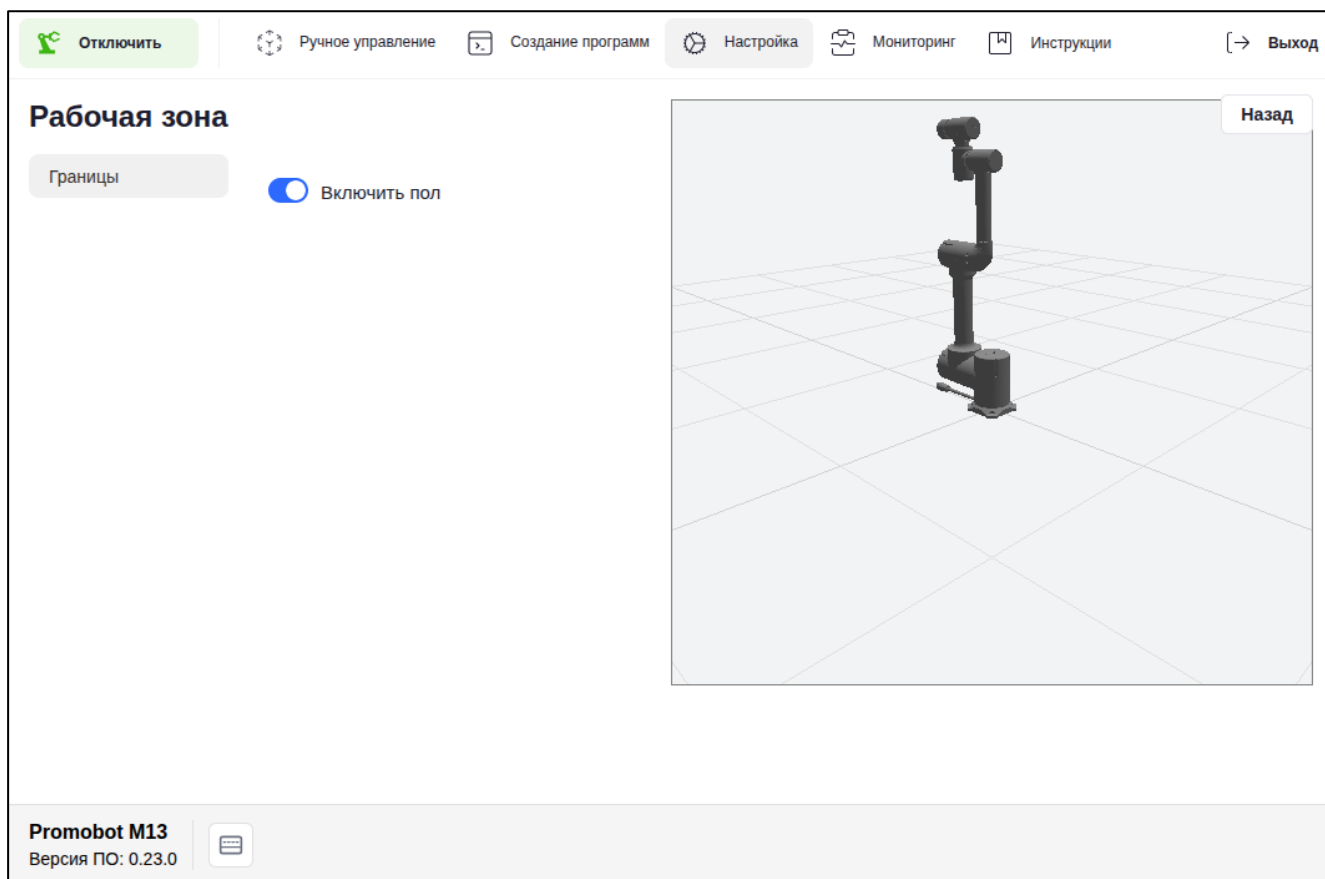 Отключить
Ручное управление
Создание программ
Настройка
Мониторинг
Инструкции
Выход
Рабочая зона
Назад
Границы
Включить пол
Promobot M13
Версия ПО: 0.23.0